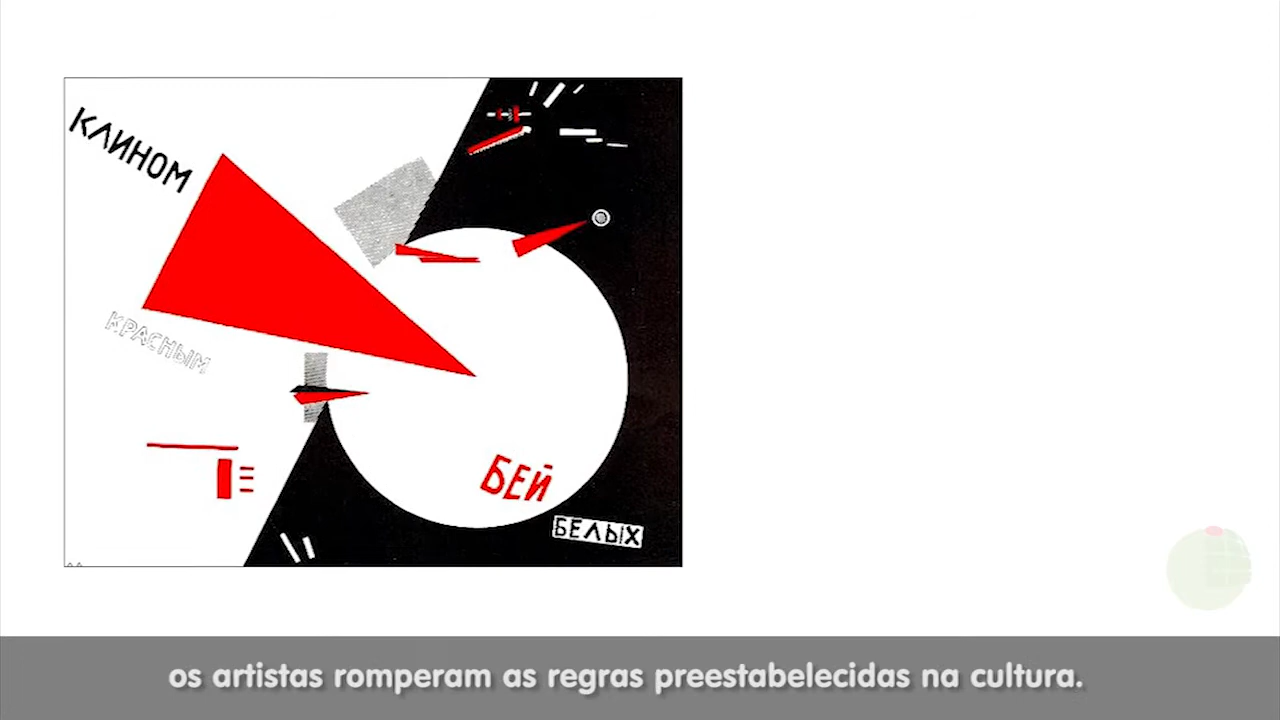 КЛИНОМ
КРАСНЫМ
БЕЙ
БЕЛЫХ
os artistas romperam as regras preestabelecidas na cultura.